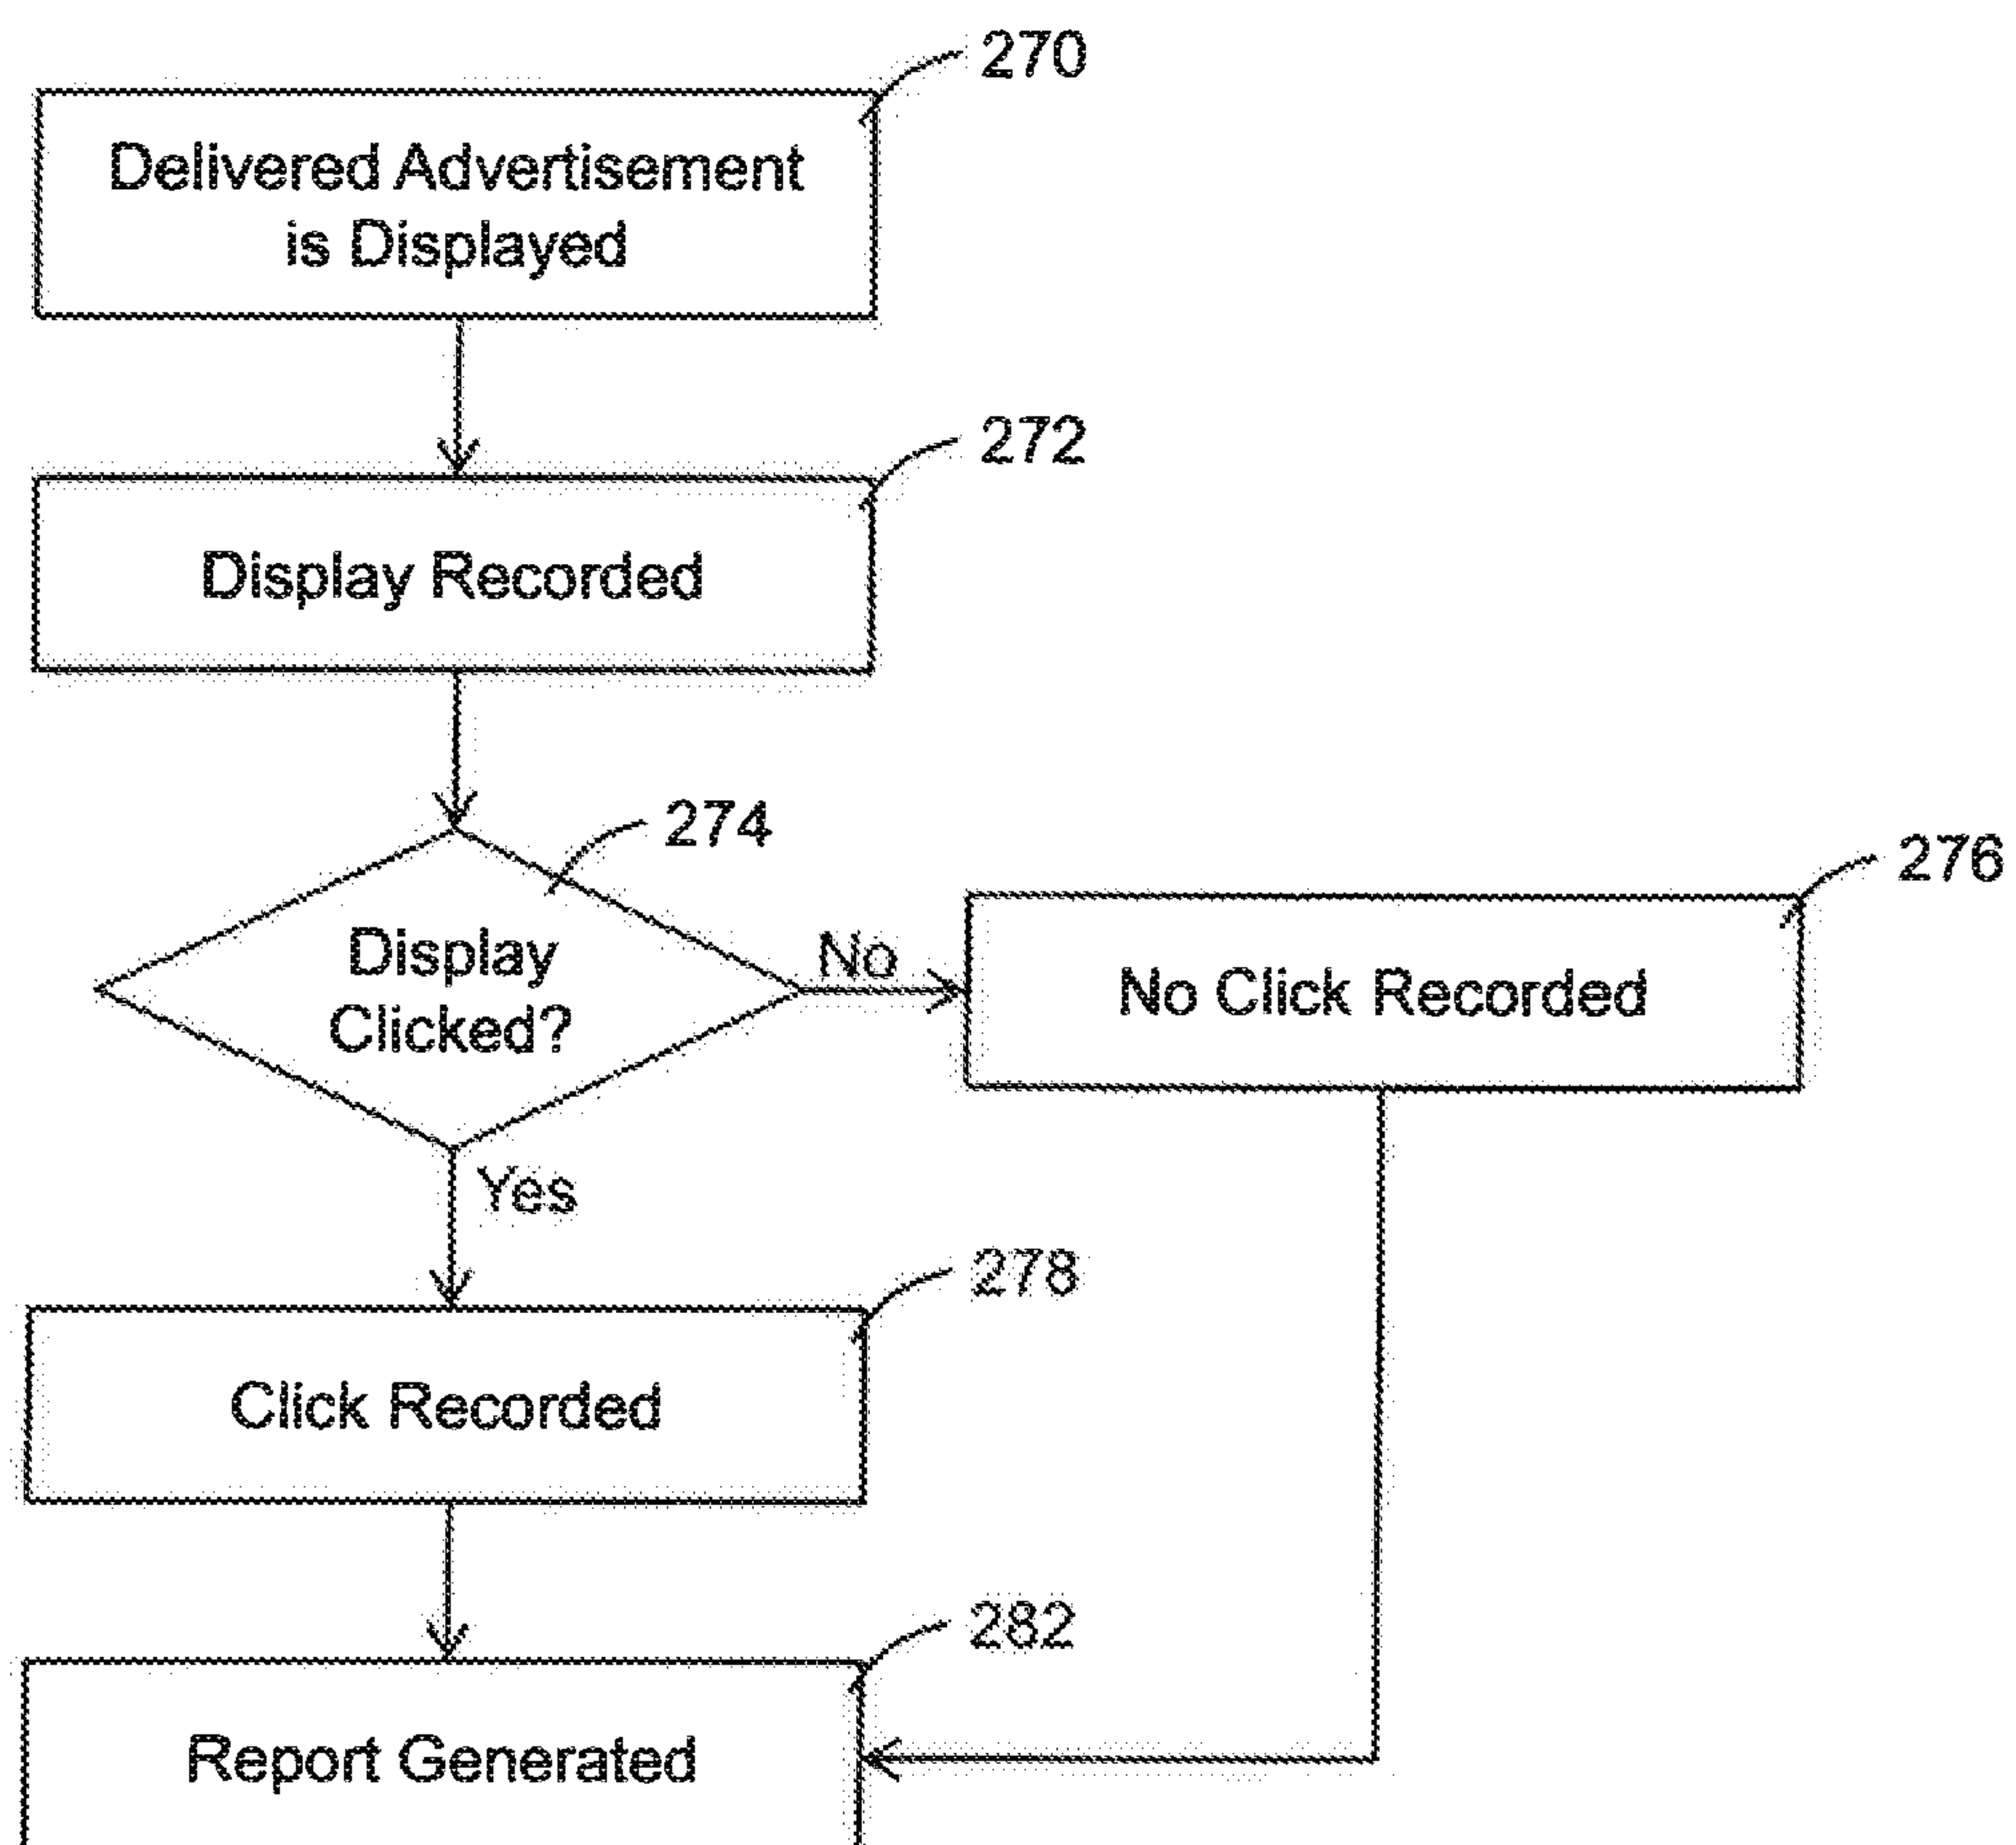 270
Delivered Advertisement
is Displayed
272
Display Recorded
274
Display
Clicked?
No
276
No Click Recorded
Yes
278
Click Recorded
282
Report Generated